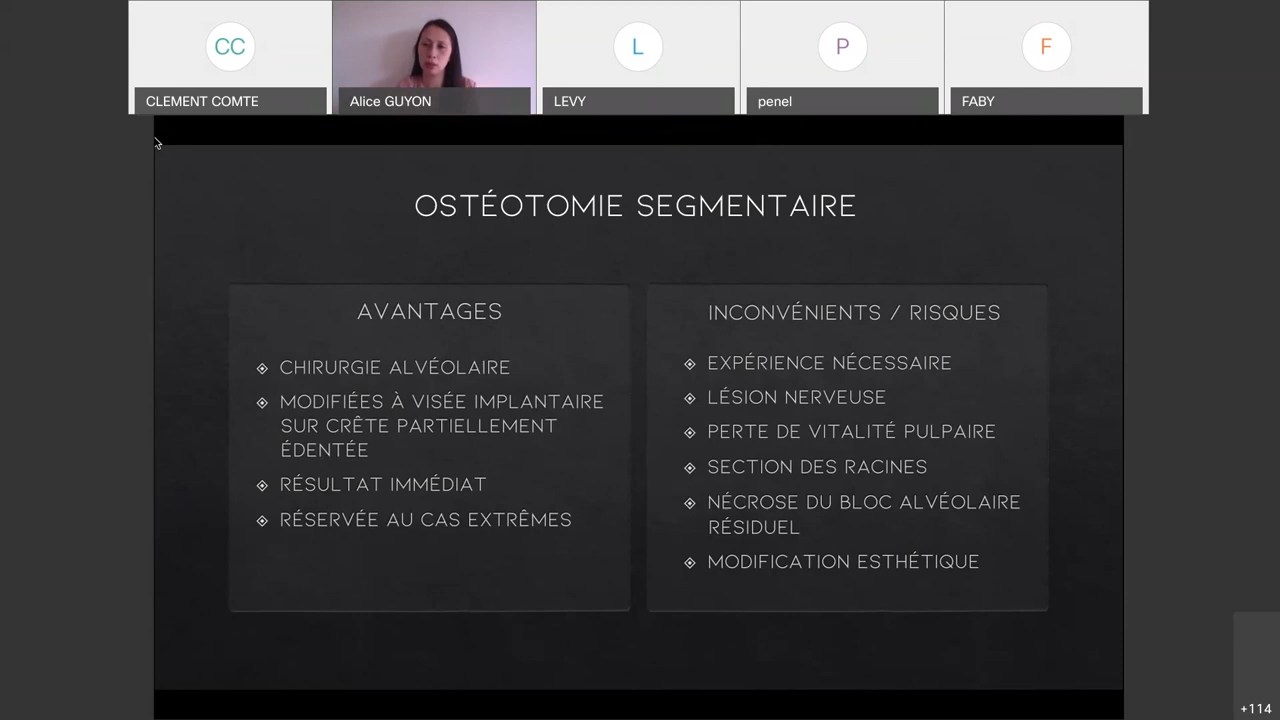 CC
L
P
F
CLEMENT COMTE
Alice GUYON
LEVY
penel
FABY
OSTÉOTOMIE SEGMENTAIRE
AVANTAGES
CHIRURGIE ALVÉOLAIRE
MODIFIÉES À VISÉE IMPLANTAIRE
SUR CRÊTE PARTIELLEMENT
ÉDENTÉE
RÉSULTAT IMMÉDIAT
RÉSERVÉE AU CAS EXTRÊMES
INCONVÉNIENTS / RISQUES
EXPÉRIENCE NÉCESSAIRE
LÉSION NERVEUSE
PERTE DE VITALITÉ PULPAIRE
SECTION DES RACINES
NÉCROSE DU BLOC ALVÉOLAIRE
RÉSIDUEL
MODIFICATION ESTHÉTIQUE
+114